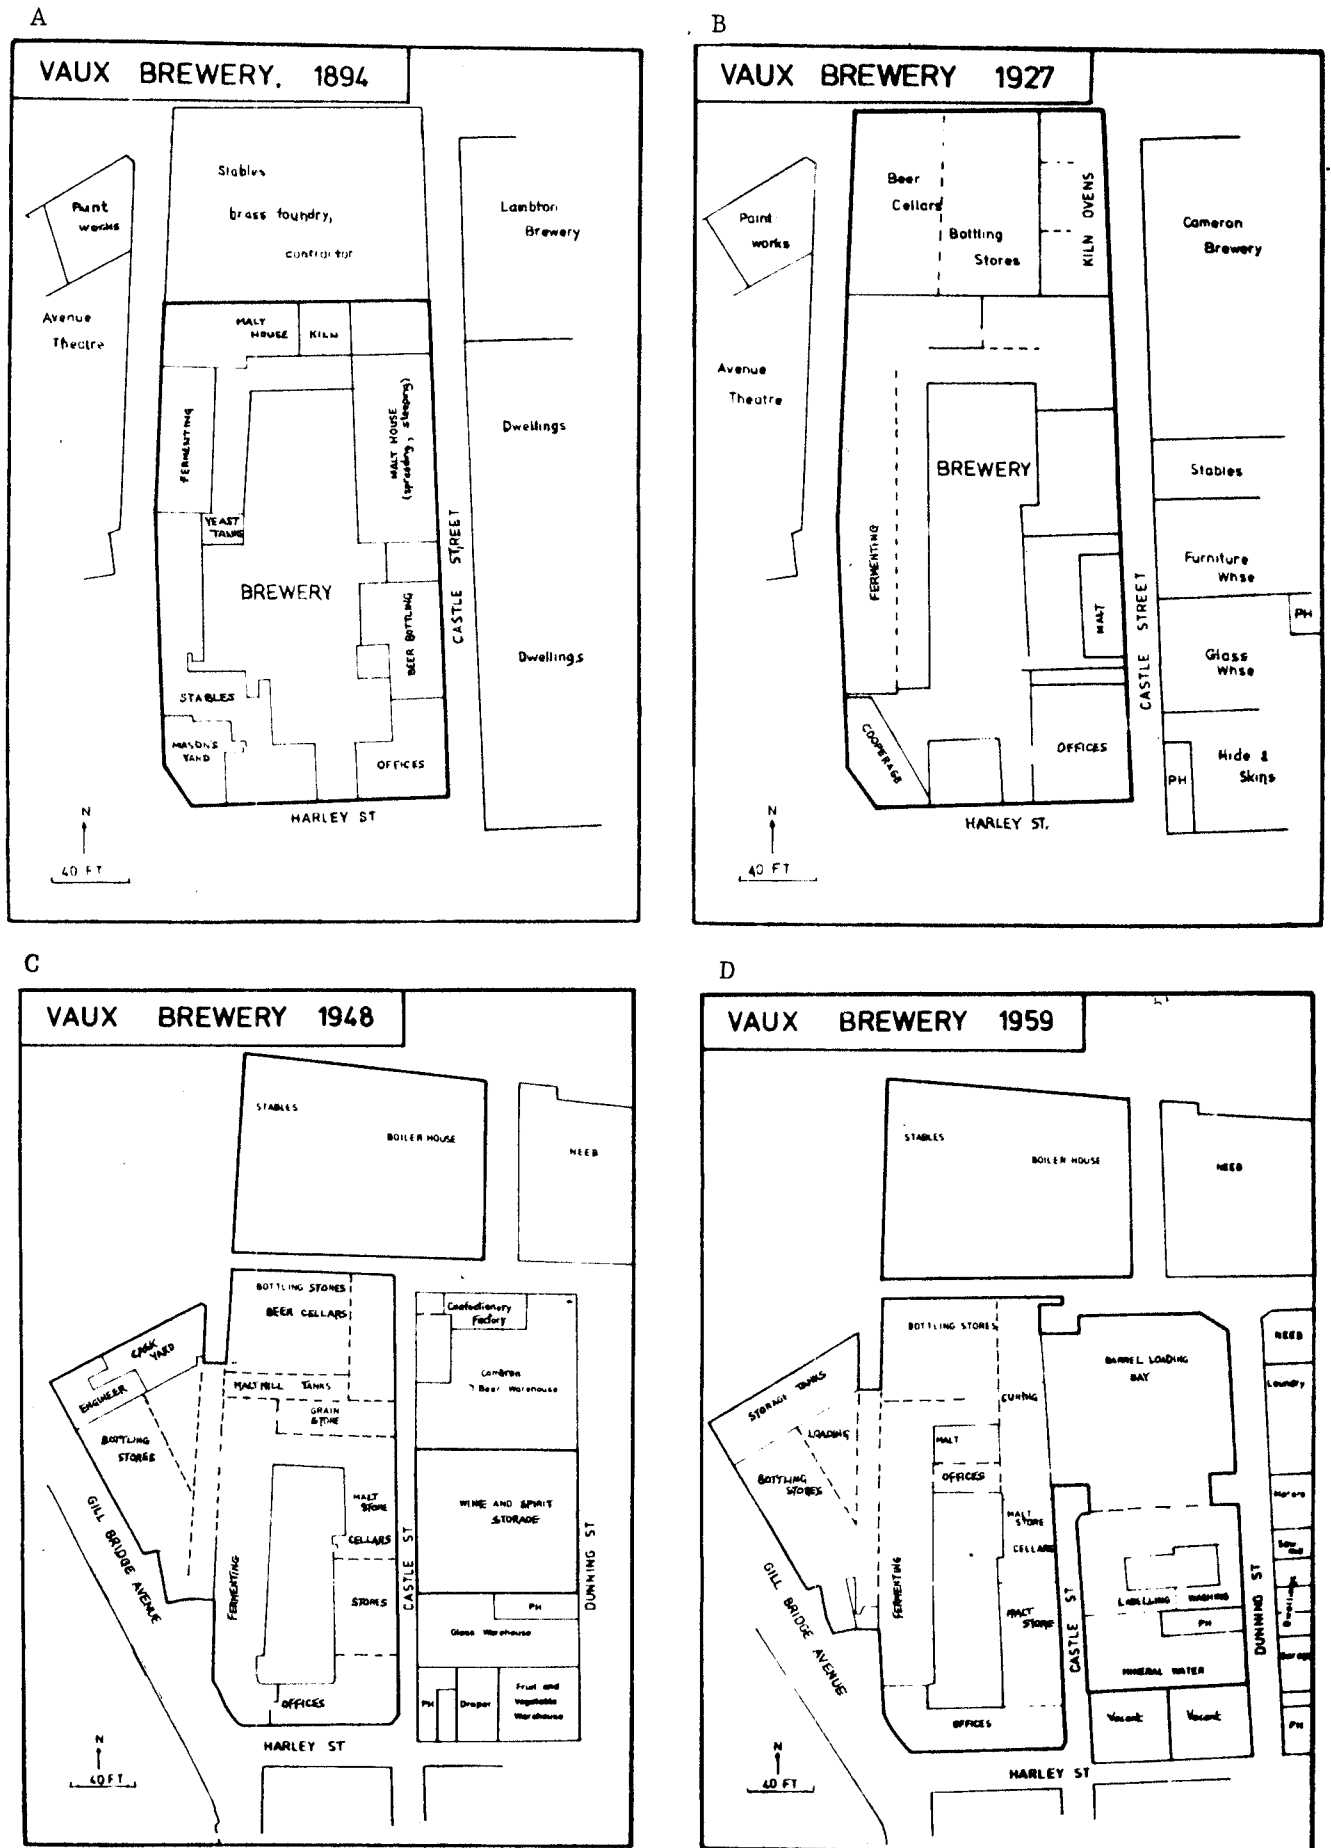 A
VAUX BREWERY, 1894
Stables
brass foundry,
contractor
Paint
works
Lambton
Brewery
Avenue
Theatre
MALT
HOUSE
KILN
FERMENTING
MALT HOUSE
(spreading, steeping)
Dwellings
YEAST
TANKS
BREWERY
CASTLE STREET
BEER BOTTLING
Dwellings
STABLES
MASON'S
YARD
OFFICES
HARLEY ST
N
40 FT
B
VAUX BREWERY 1927
Beer
Cellars
Bottling
Stores
KILN OVENS
Paint
works
Cameron
Brewery
Avenue
Theatre
BREWERY
Stables
FERMENTING
Furniture
Whse
MALT
CASTLE STREET
PH
Glass
Whse
COOPERAGE
OFFICES
PH
Hide &
Skins
HARLEY ST.
N
40 FT
C
VAUX BREWERY 1948
STABLES
BOILER HOUSE
NEEB
BOTTLING STORES
BEER CELLARS
Confectionery
Factory
CASK
YARD
ENGINEER
MALT MILL TANKS
GRAIN
STORE
Beer Warehouse
BOTTLING
STORES
MALT
STORE
CELLARS
WINE AND SPIRIT
STORAGE
GILL BRIDGE AVENUE
FERMENTING
STORES
CASTLE ST
DUNNING ST
PH
Glass Warehouse
OFFICES
PH
Draper
Fruit and
Vegetable
Warehouse
HARLEY ST
N
40 FT
D
VAUX BREWERY 1959
STABLES
BOILER HOUSE
NEEB
BOTTLING STORES
BARREL LOADING
BAY
NEEB
Laundry
STORAGE TANKS
LOADING
CURING
MALT
OFFICES
BOTTLING
STORES
MALT
STORE
CELLARS
Motors
GILL BRIDGE AVENUE
FERMENTING
MALT
STORE
CASTLE ST
LABELLING WASHING
PH
DUNNING ST
MINERAL WATER
Garage
OFFICES
Vacant
Vacant
PH
HARLEY ST
N
40 FT